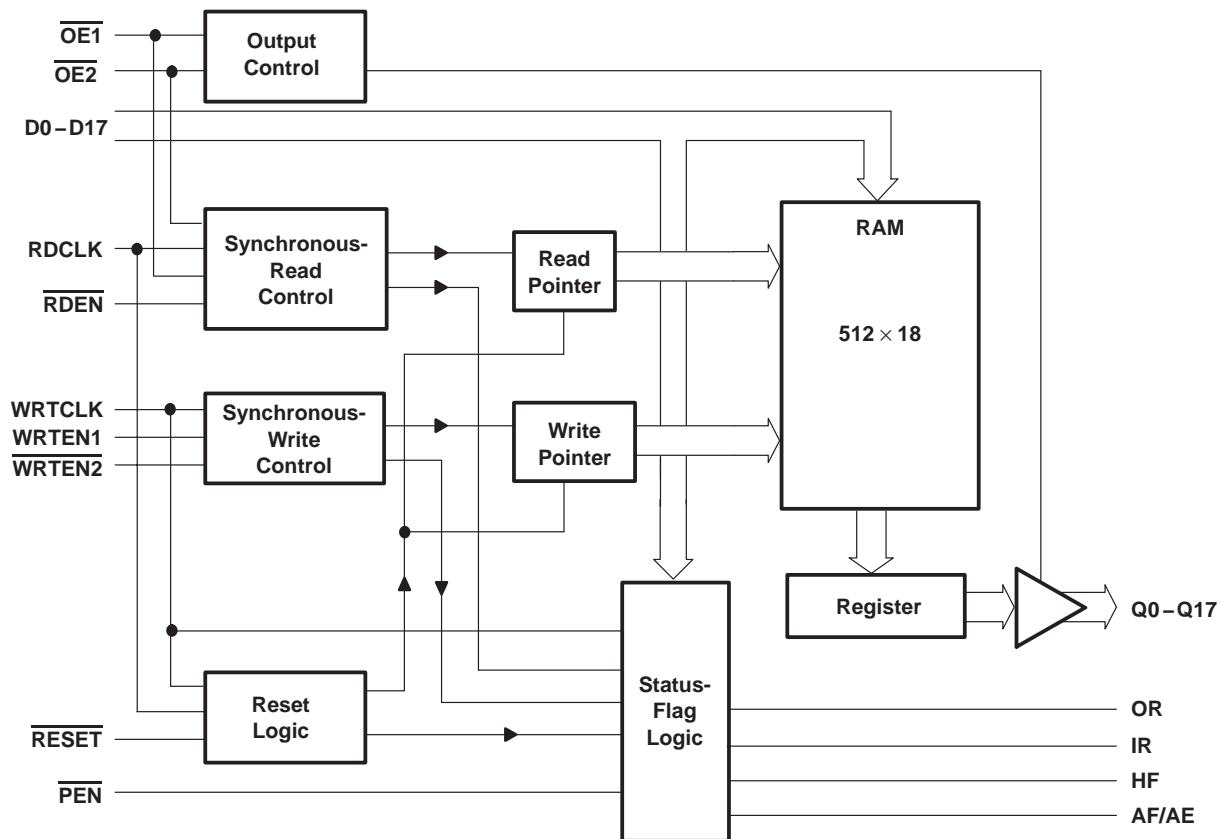 OE1
OE2
D0–D17
RDCLK
RDEN
WRTCLK
WRTEN1
WRTEN2
RESET
PEN
Output
Control
Synchronous-
Read
Control
Synchronous-
Write
Control
Reset
Logic
Read
Pointer
Write
Pointer
Status-
Flag
Logic
RAM
512 × 18
Register
Q0–Q17
OR
IR
HF
AF/AE